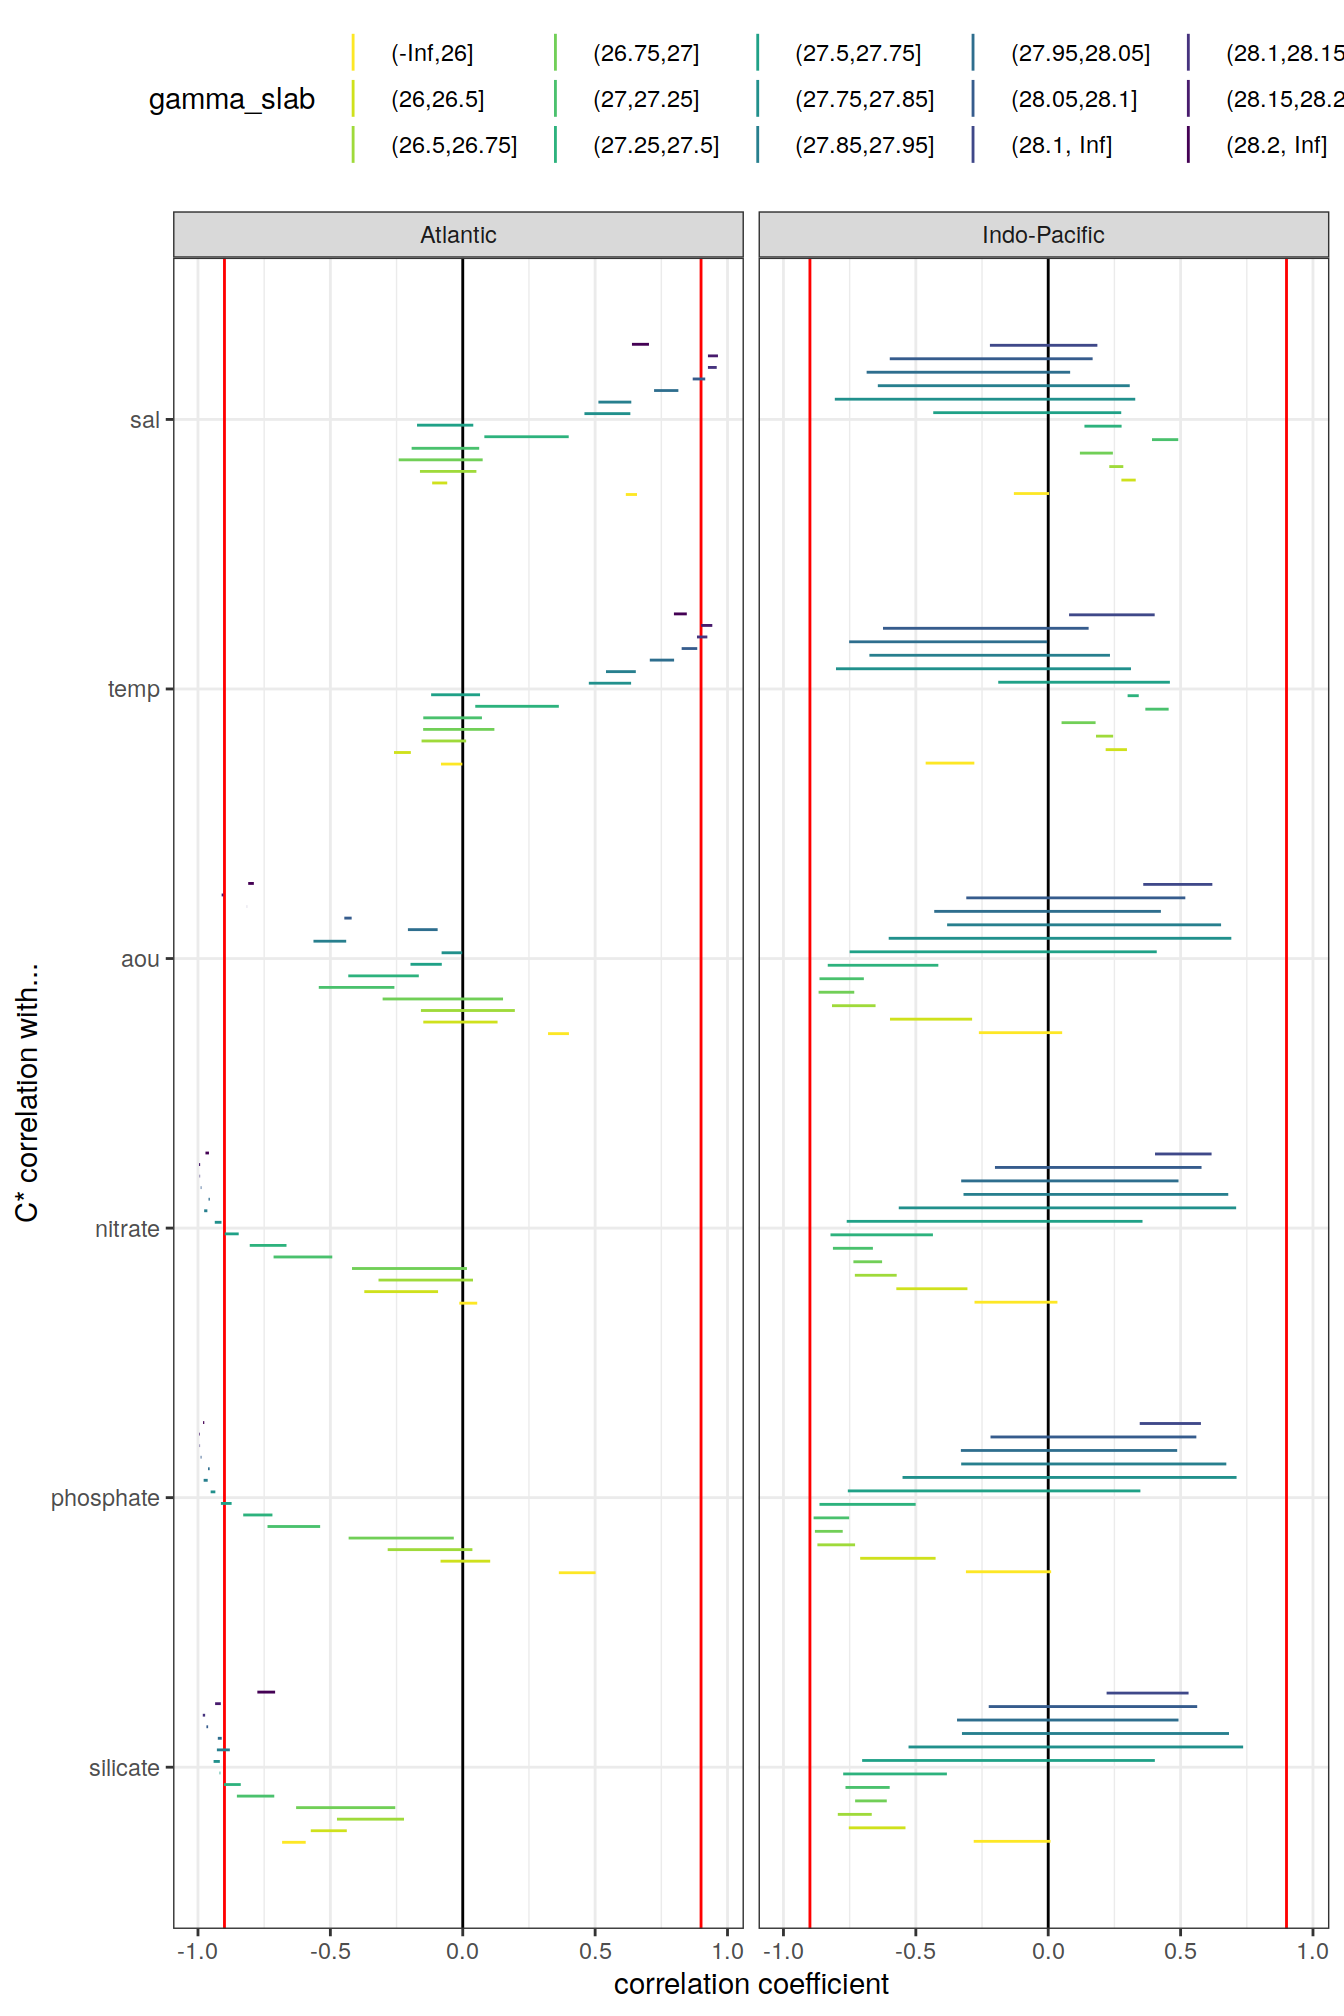 (-Inf,26] (26.75,27] (27.5,27.75] (27.95,28.05] (28.1,28.15
gamma_slab (26,26.5] (27,27.25] (27.75,27.85] (28.05,28.1] (28.15,28.2
(26.5,26.75] (27.25,27.5] (27.85,27.95] (28.1, Inf] (28.2, Inf]
Atlantic Indo-Pacific
sal
temp
aou
nitrate
phosphate
silicate
C* correlation with...
-1.0 -0.5 0.0 0.5 1.0 -1.0 -0.5 0.0 0.5 1.0
correlation coefficient